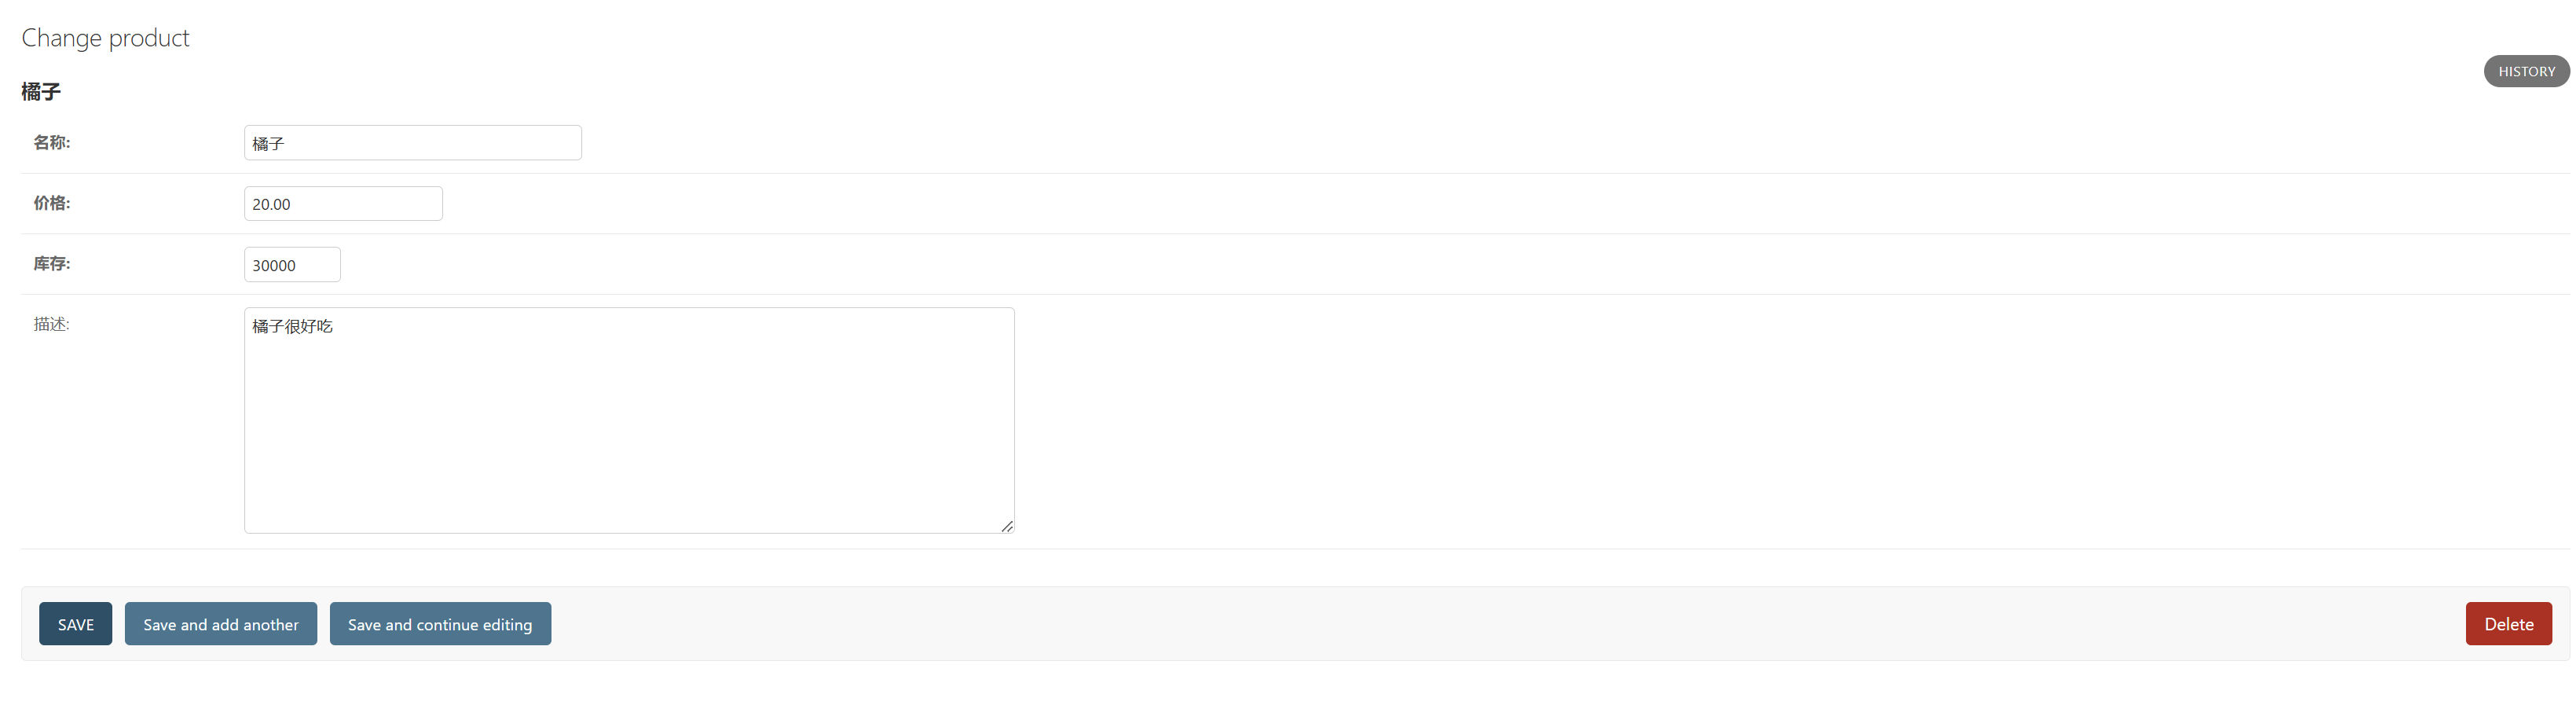 Change product
HISTORY
橘子
名称: 橘子
价格: 20.00
库存: 30000
描述: 橘子很好吃
SAVE Save and add another Save and continue editing Delete